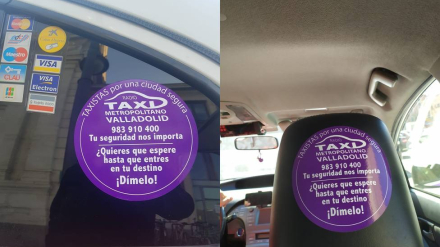 MasterCard
Maestro
VISA
VISA
Electron
JCB
TAXISTAS por una ciudad segura
RADIO
TAXI
METROPOLITANO
VALLADOLID
983 910 400
Tu seguridad nos importa
¿Quieres que espere
hasta que entres
en tu destino
¡Dímelo!
TAXISTAS por una ciudad segura
RADIO
TAXI
METROPOLITANO
VALLADOLID
983 910 400
Tu seguridad nos importa
¿Quieres que espere
hasta que entres
en tu destino
¡Dímelo!